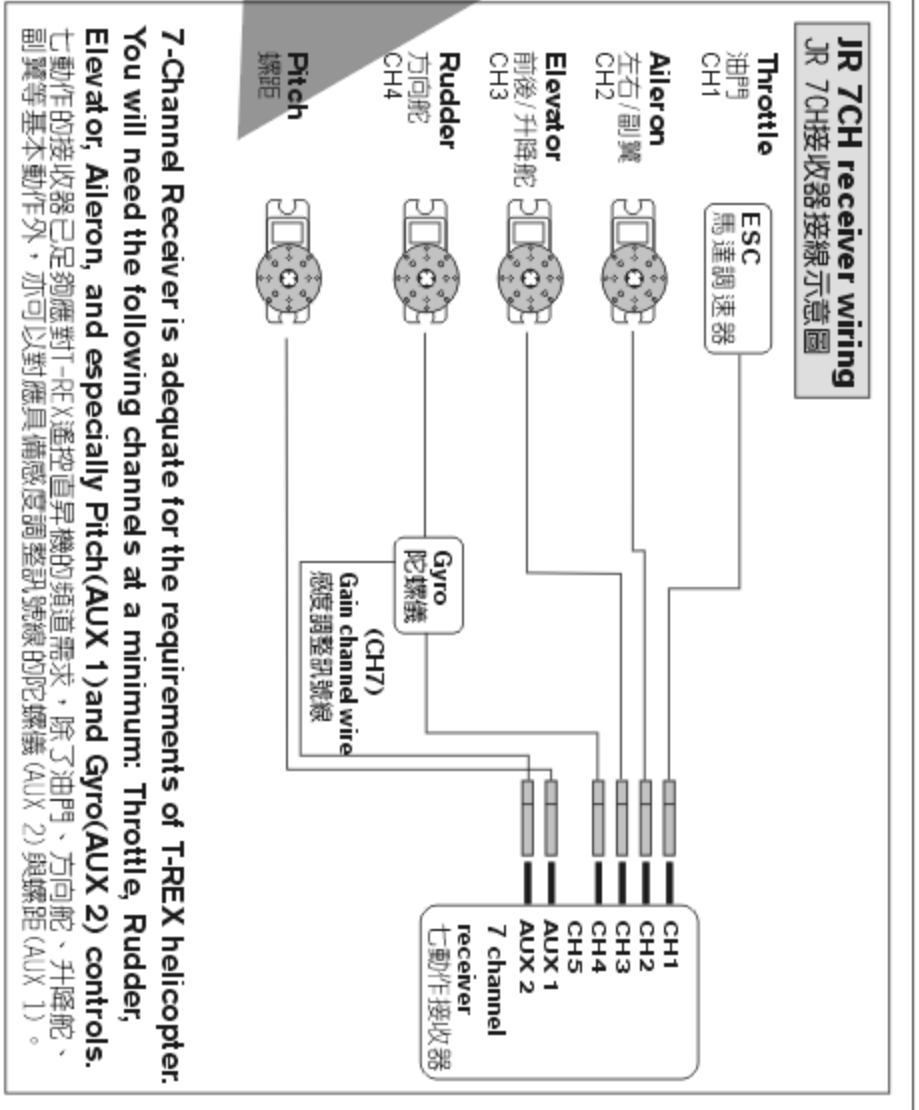 JR 7CH receiver wiring
JR 7CH接收器接線示意圖
Throttle
油門
CH1
ESC
馬達調速器
Aileron
左右/副翼
CH2
Elevator
前後/升降舵
CH3
Rudder
方向舵
CH4
Gyro
陀螺儀
Pitch
螺距
(CH7)
Gain channel wire
感度調整訊號線
CH1
CH2
CH3
CH4
CH5
AUX 1
AUX 2
7 channel
receiver
七動作接收器
7-Channel Receiver is adequate for the requirements of T-REX helicopter.
You will need the following channels at a minimum: Throttle, Rudder,
Elevator, Aileron, and especially Pitch(AUX 1)and Gyro(AUX 2) controls.
七動作的接收器已足夠應對T-REX遙控直昇機的頻道需求，除了油門、方向舵、升降舵、
副翼等基本動作外，亦可以對應具備感度調整訊號線的陀螺儀(AUX 2)與螺距(AUX 1)。